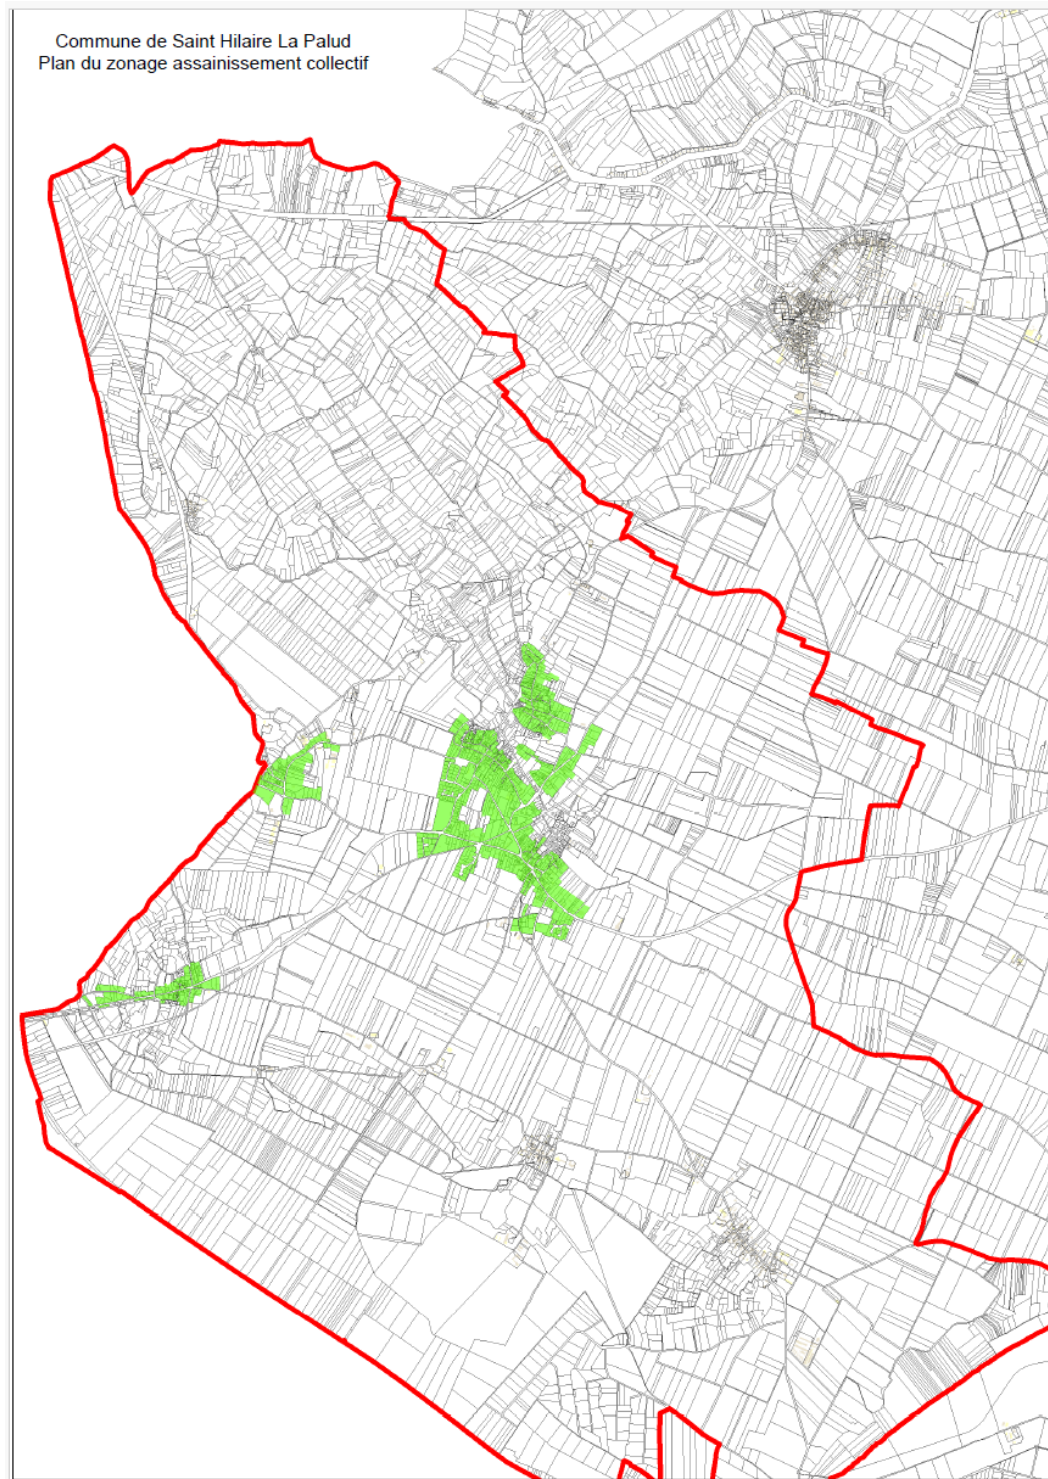 Commune de Saint Hilaire La Palud
Plan du zonage assainissement collectif